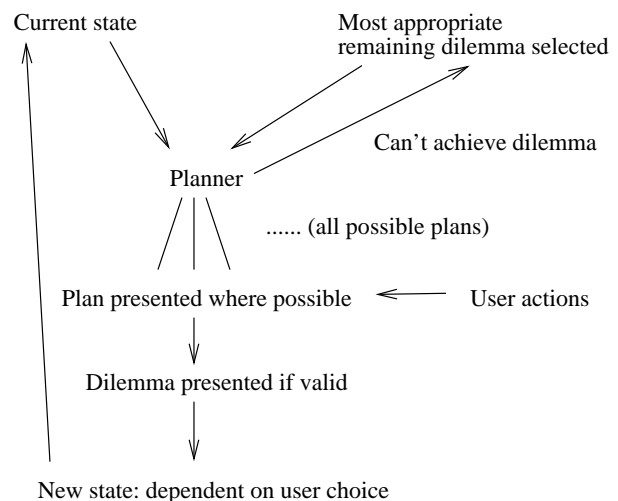 Current state
Most appropriate
remaining dilemma selected
Can't achieve dilemma
Planner
...... (all possible plans)
Plan presented where possible
User actions
Dilemma presented if valid
New state: dependent on user choice